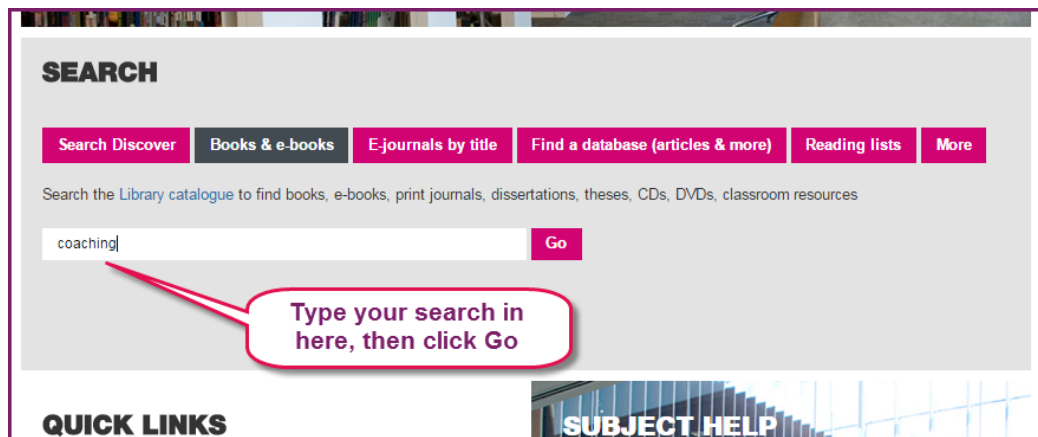 SEARCH
Search Discover Books & e-books E-journals by title Find a database (articles & more) Reading lists More
Search the Library catalogue to find books, e-books, print journals, dissertations, theses, CDs, DVDs, classroom resources
coaching Go
Type your search in
here, then click Go
QUICK LINKS SUBJECT HELP